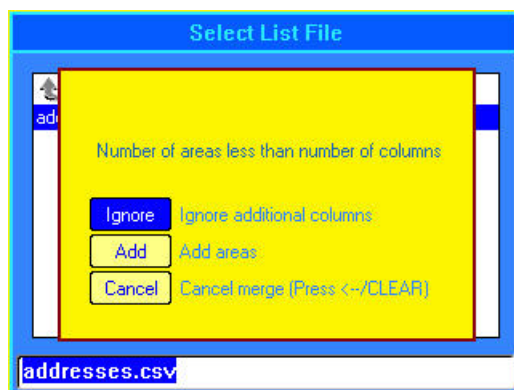 Select List File
ad
Number of areas less than number of columns
Ignore Ignore additional columns
Add Add areas
Cancel Cancel merge (Press <--/CLEAR)
addresses.csv